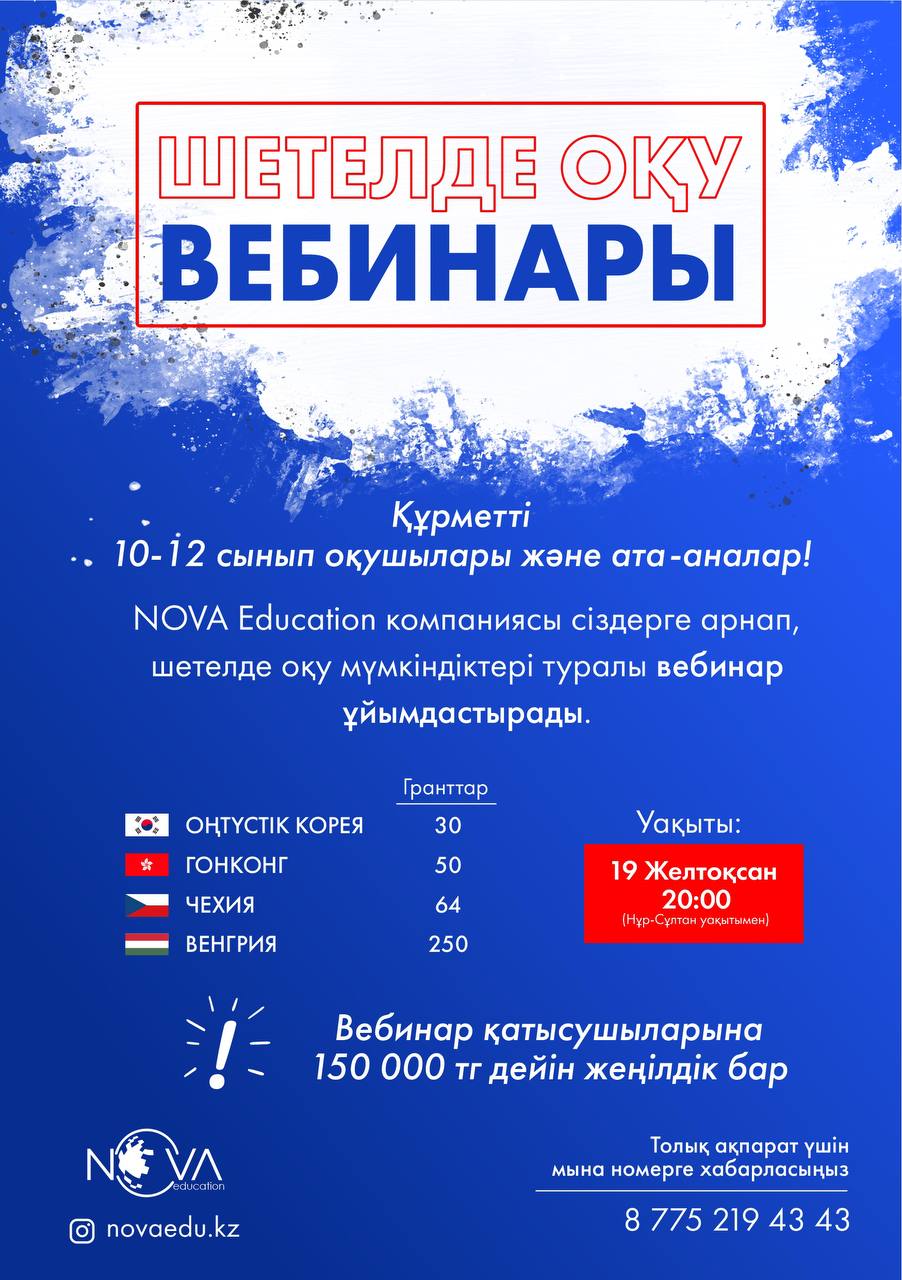 ШЕТЕЛДЕ ОҚУ
ВЕБИНАРЫ
Құрметті
10-12 сынып оқушылары және ата-аналар!
NOVA Education компаниясы сіздерге арнап,
шетелде оқу мүмкіндіктері туралы вебинар
ұйымдастырады.
Гранттар
ОҢТҮСТІК КОРЕЯ 30
ГОНКОНГ 50
ЧЕХИЯ 64
ВЕНГРИЯ 250
Уақыты:
19 Желтоқсан
20:00
(Нұр-Сұлтан уақытымен)
Вебинар қатысушыларына
150 000 тг дейін жеңілдік бар
NOVA
education
novaedu.kz
Толық ақпарат үшін
мына номерге хабарласыңыз
8 775 219 43 43